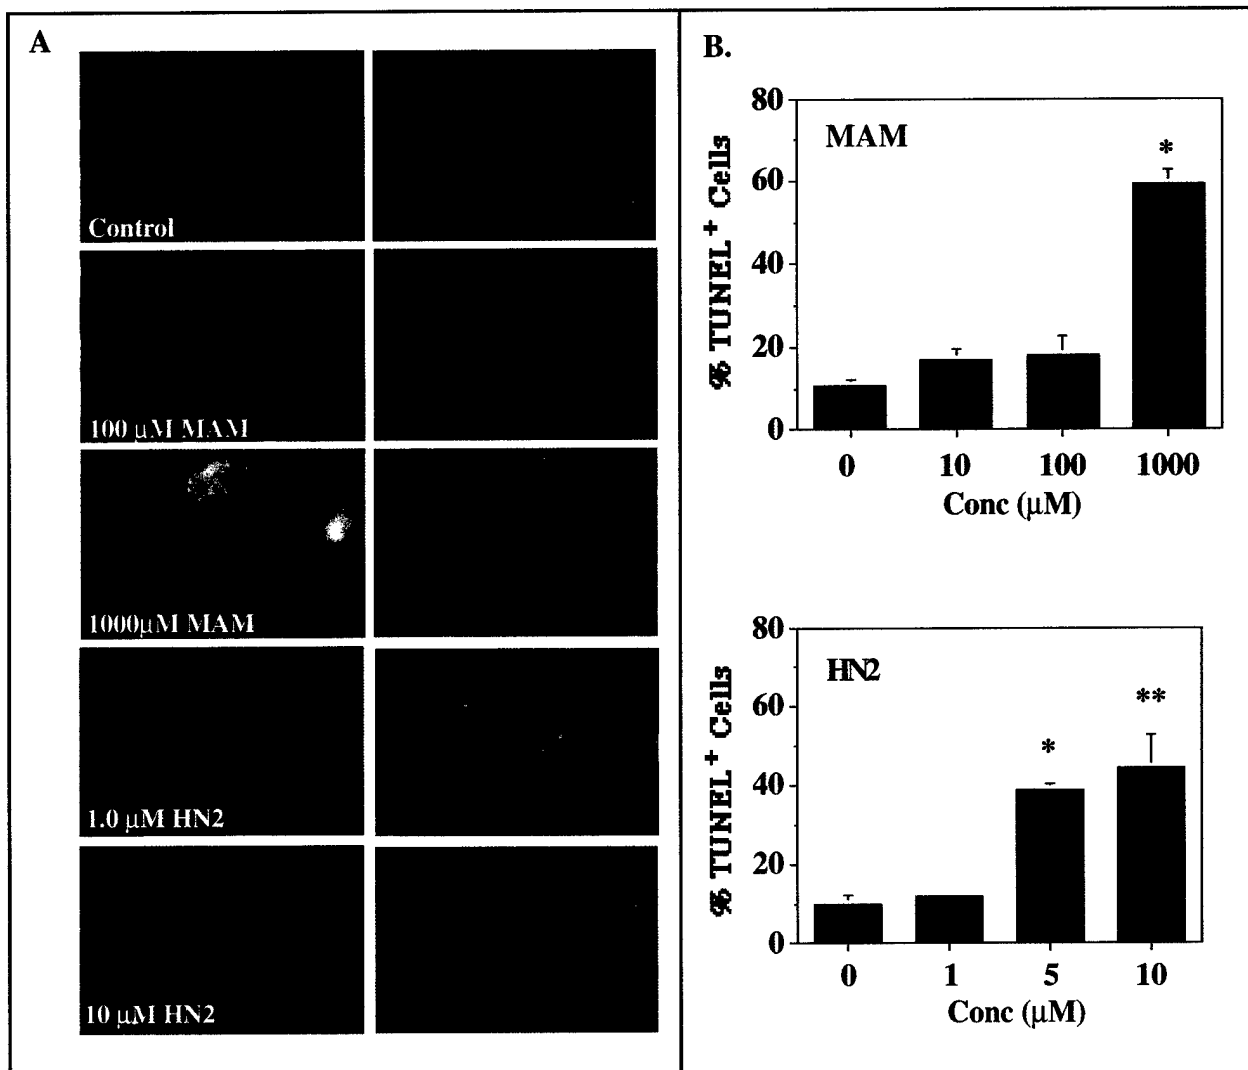 A
Control
100 μM MAM
1000μM MAM
1.0 μM HN2
10 μM HN2
B.
% TUNEL+ Cells
80
60
40
20
0
MAM
*
0 10 100 1000
Conc (μM)
% TUNEL+ Cells
80
60
40
20
0
HN2
*
**
0 1 5 10
Conc (μM)